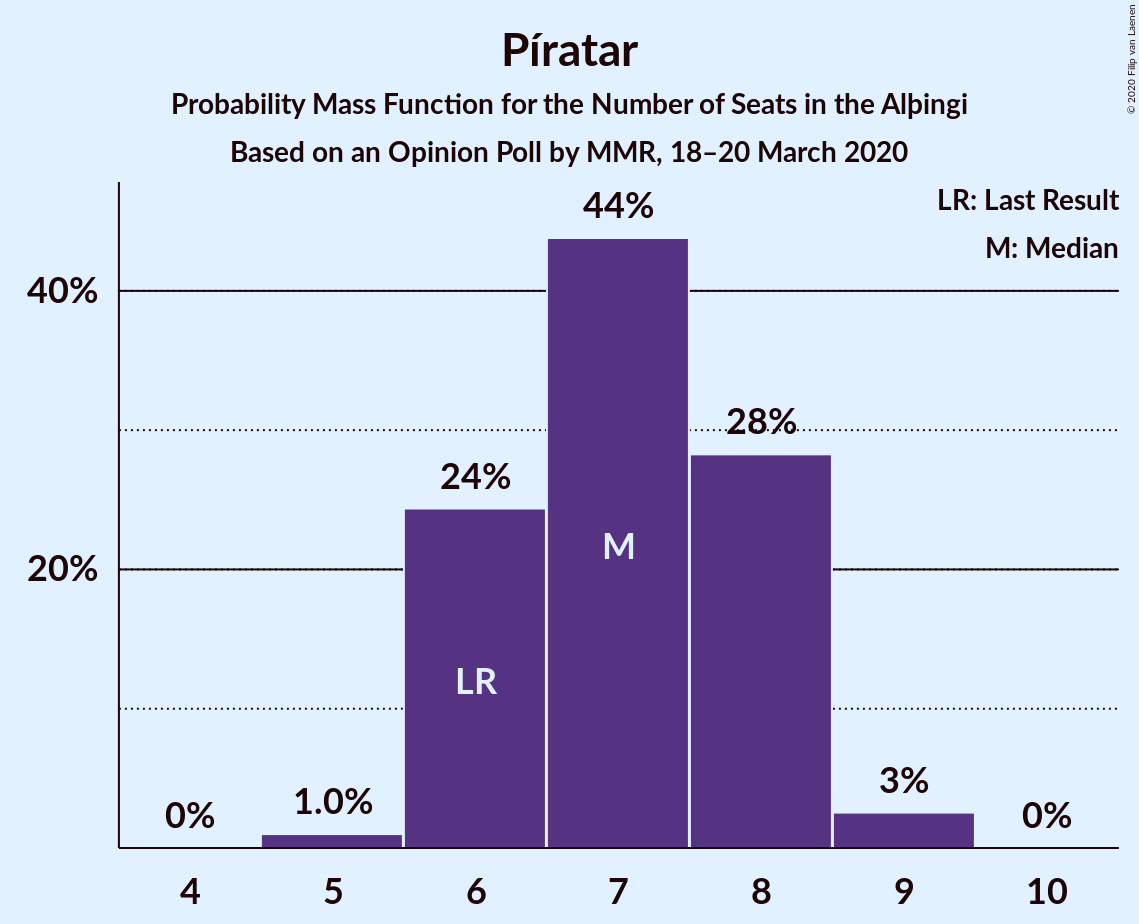 Píratar
Probability Mass Function for the Number of Seats in the Alþingi
Based on an Opinion Poll by MMR, 18–20 March 2020
© 2020 Filip van Laenen
LR: Last Result
M: Median
44%
40%
28%
24%
20%
M
LR
3%
1.0%
0%
0%
4 5 6 7 8 9 10